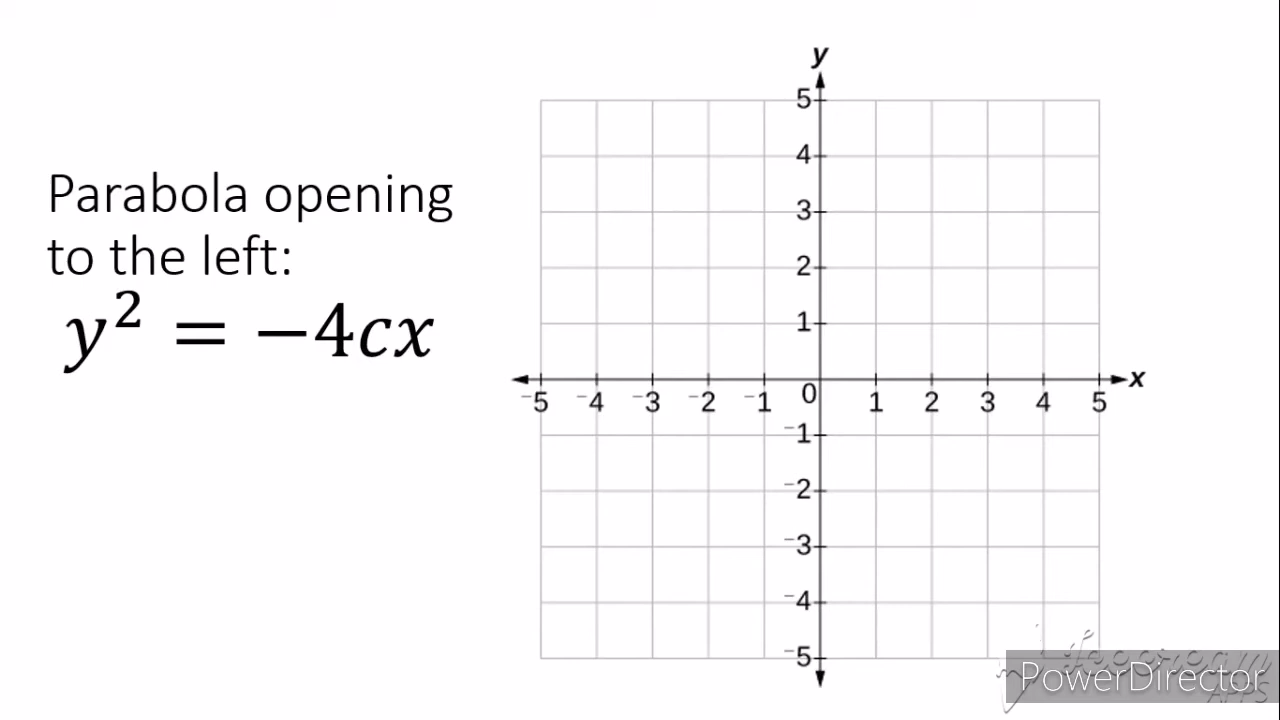 Parabola opening
to the left:
y² = −4cx
y
5
4
3
2
1
-5 -4 -3 -2 -1 0 1 2 3 4 5 x
-1
-2
-3
-4
-5
PowerDirector
APPS